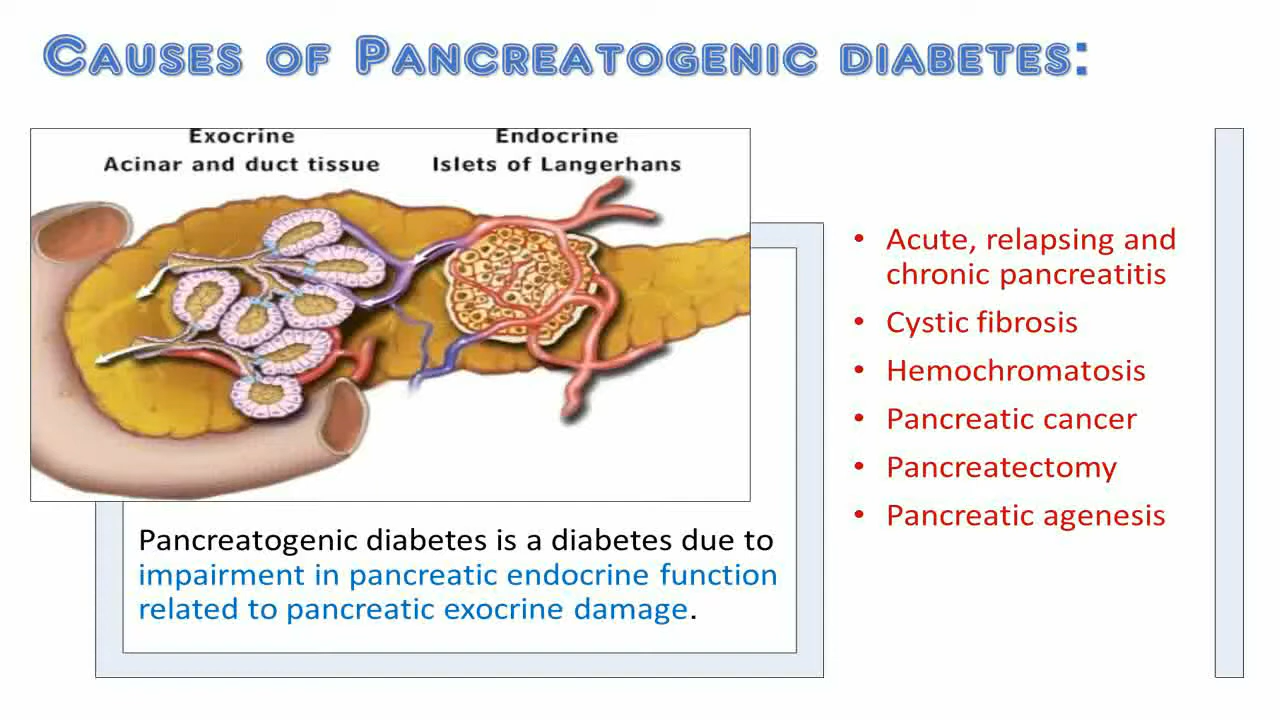 CAUSES OF PANCREATOGENIC DIABETES:
Exocrine
Acinar and duct tissue
Endocrine
Islets of Langerhans
• Acute, relapsing and
chronic pancreatitis
• Cystic fibrosis
• Hemochromatosis
• Pancreatic cancer
• Pancreatectomy
• Pancreatic agenesis
Pancreatogenic diabetes is a diabetes due to
impairment in pancreatic endocrine function
related to pancreatic exocrine damage.